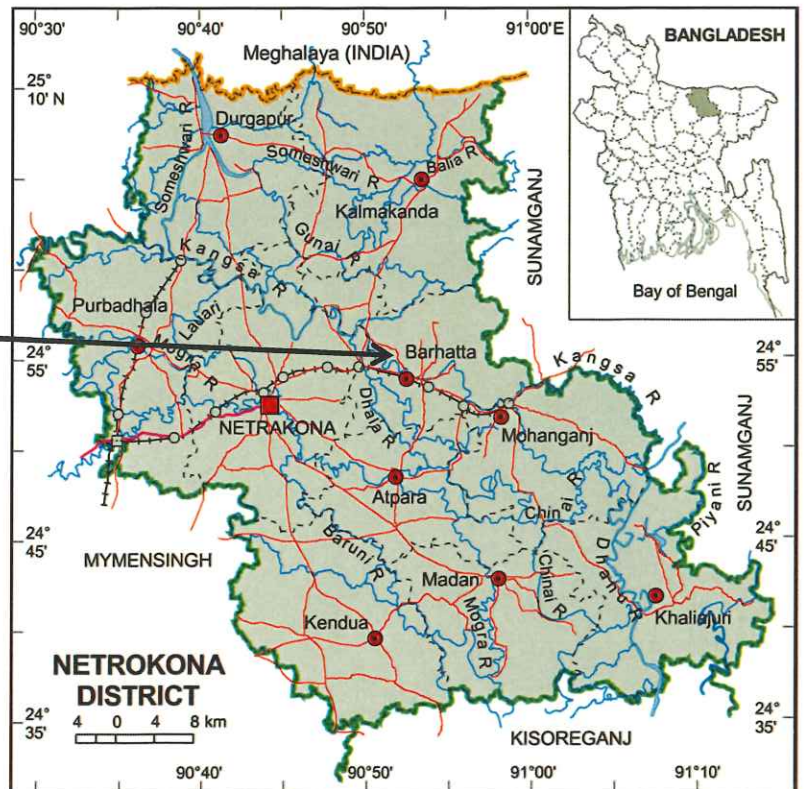 90°30'
90°40'
90°50'
91°00'E
Meghalaya (INDIA)
BANGLADESH
25°
10' N
Durgapur
Someshwari R
Someshwari R
Balia R
Kalmakanda
SUNAMGANJ
Gunai R
Kangsa R
Bay of Bengal
Purbadhala
Lauari
Mogra R
24°
55'
Barhatta
Kangsa R
24°
55'
NETRAKONA
Dhala R
Mohanganj
Atpara
Chinai R
Piyani R
SUNAMGANJ
24°
45'
24°
45'
MYMENSINGH
Baruni R
Madan
Chinai R
Dhanu R
Mogra R
Khaliajuri
Kendua
NETROKONA
DISTRICT
4 0 4 8 km
24°
35'
24°
35'
KISOREGANJ
90°40'
90°50'
91°00'
91°10'